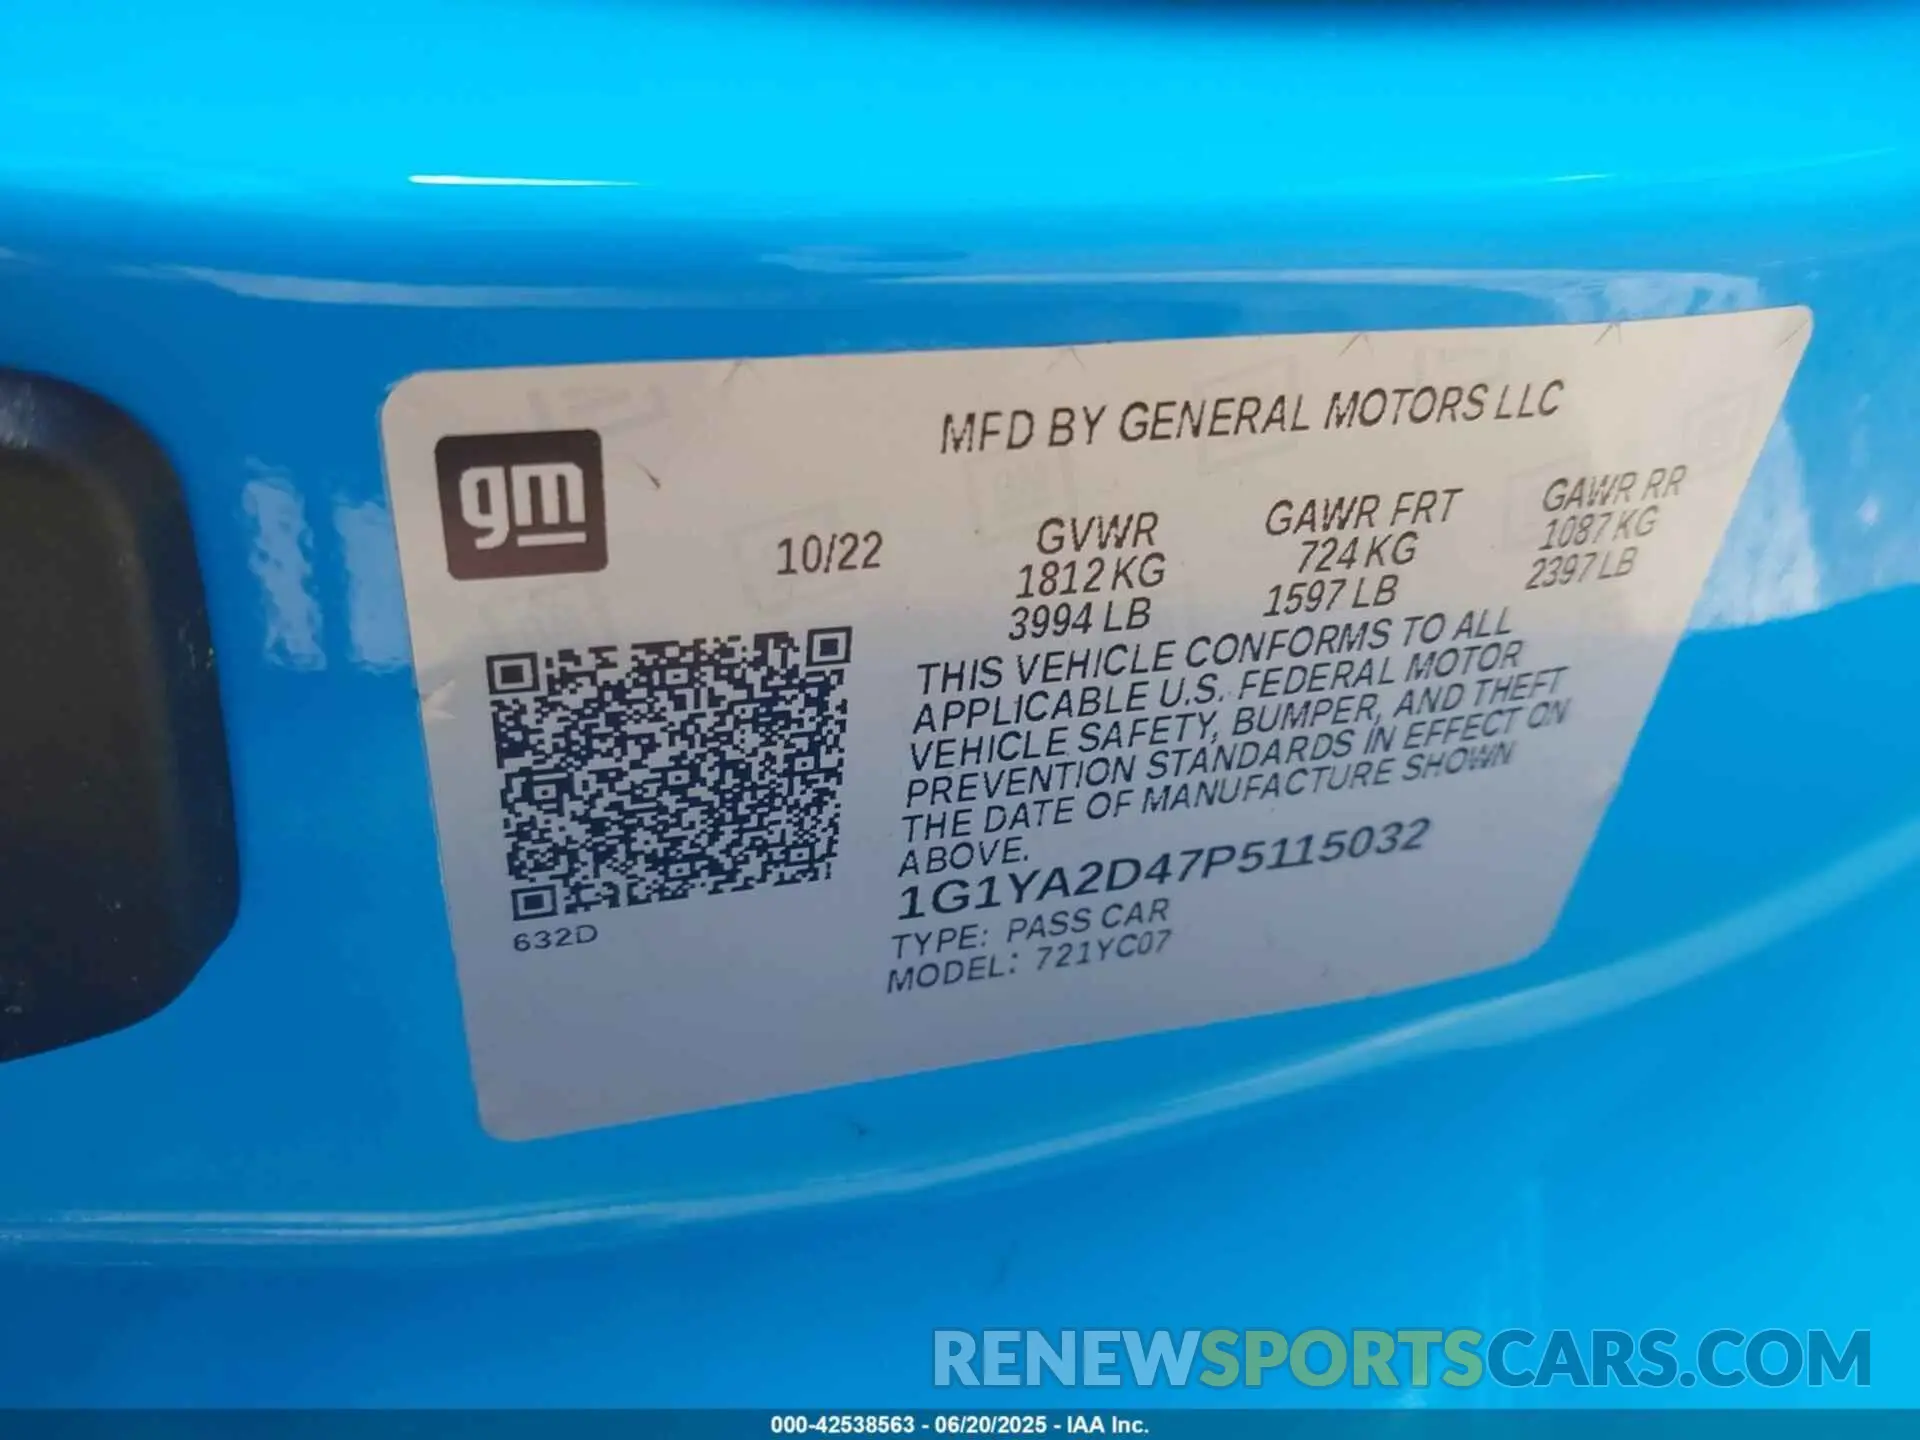 gm
MFD BY GENERAL MOTORS LLC
10/22
GVWR
1812 KG
3994 LB
GAWR FRT
724 KG
1597 LB
GAWR RR
1087 KG
2397 LB
THIS VEHICLE CONFORMS TO ALL
APPLICABLE U.S. FEDERAL MOTOR
VEHICLE SAFETY, BUMPER, AND THEFT
PREVENTION STANDARDS IN EFFECT ON
THE DATE OF MANUFACTURE SHOWN
ABOVE.
1G1YA2D47P5115032
TYPE: PASS CAR
MODEL: 721YC07
632D
RENEWSPORTSCARS.COM
000-42538563 - 06/20/2025 - IAA Inc.